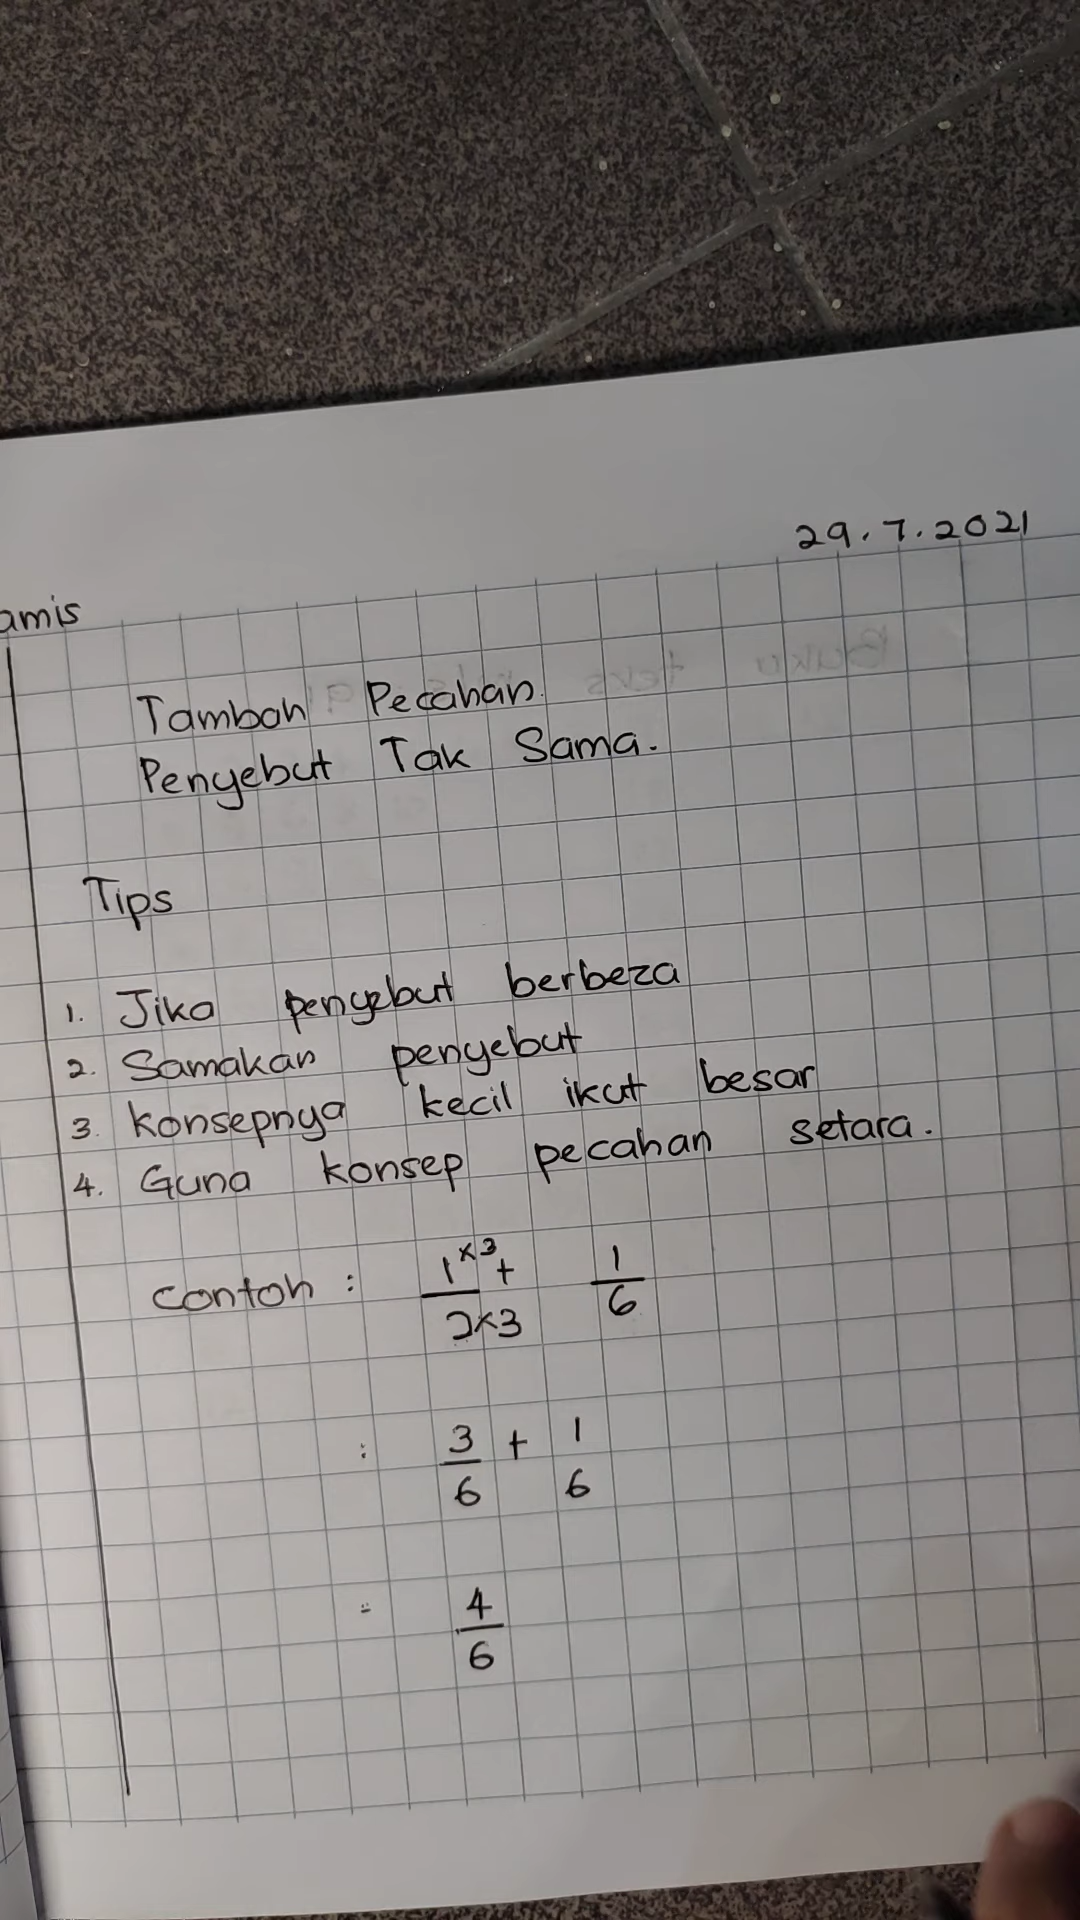 29.7.2021
amis
Tambah Pecahan
Penyebut Tak Sama.
Tips
1. Jika penyebut berbeza
2. Samakan penyebut
3. Konsepnya kecil ikut besar
4. Guna konsep pecahan setara.
Contoh : 1×3/2×3 + 1/6
: 3/6 + 1/6
= 4/6